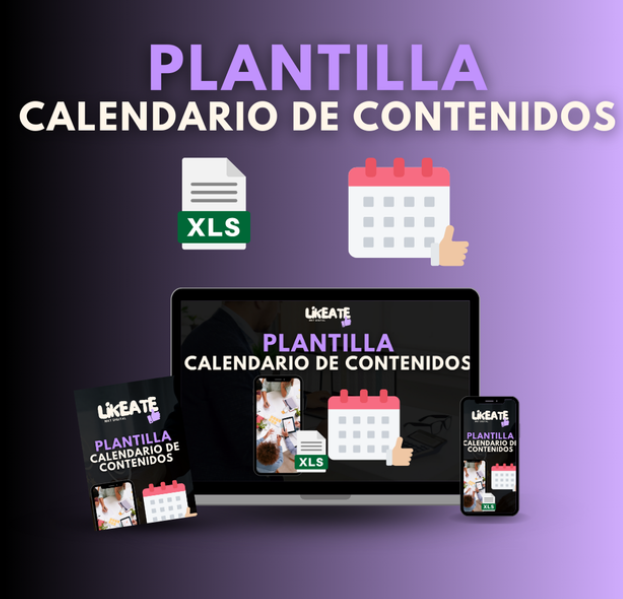 PLANTILLA
CALENDARIO DE CONTENIDOS
XLS
LiKEATE
PLANTILLA
CALENDARIO DE CONTENIDOS
XLS
LiKEATE
PLANTILLA
CALENDARIO DE
CONTENIDOS
LiKEATE
PLANTILLA
CALENDARIO DE
CONTENIDOS
XLS